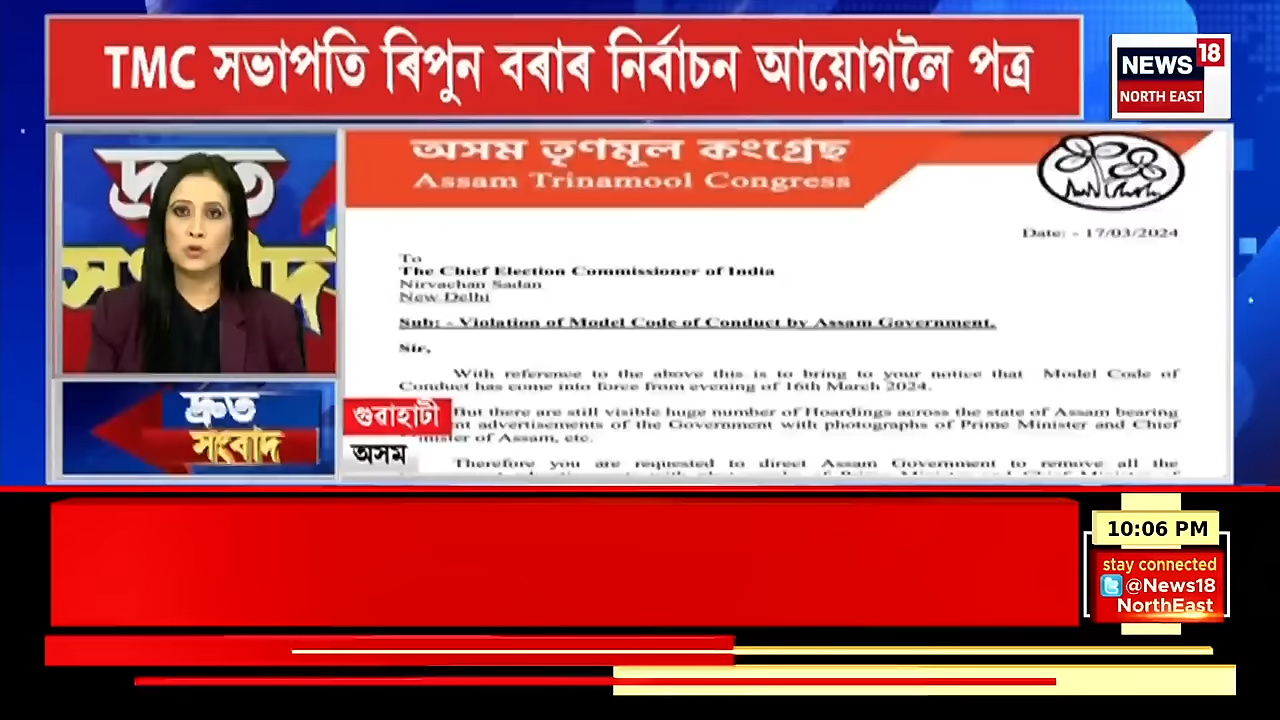 TMC সভাপতি ৰিপুন বৰাৰ নিৰ্বাচন আয়োগলৈ পত্ৰ
NEWS 18
NORTH EAST
দ্ৰুত
সংবাদ
অসম তৃণমূল কংগ্ৰেছ
Assam Trinamool Congress
Date: - 17/03/2024
To
The Chief Election Commissioner of India
Nirvachan Sadan
New Delhi
Sub: - Violation of Model Code of Conduct by Assam Government.
Sir,
With reference to the above this is to bring to your notice that Model Code of
Conduct has come into force from evening of 16th March 2024.
But there are still visible huge number of Hoardings across the state of Assam bearing
advertisements of the Government with photographs of Prime Minister and Chief
of Assam, etc.
Therefore you are requested to direct Assam Government to remove all the
গুৱাহাটী
অসম
দ্ৰুত
সংবাদ
10:06 PM
stay connected
@News18
NorthEast